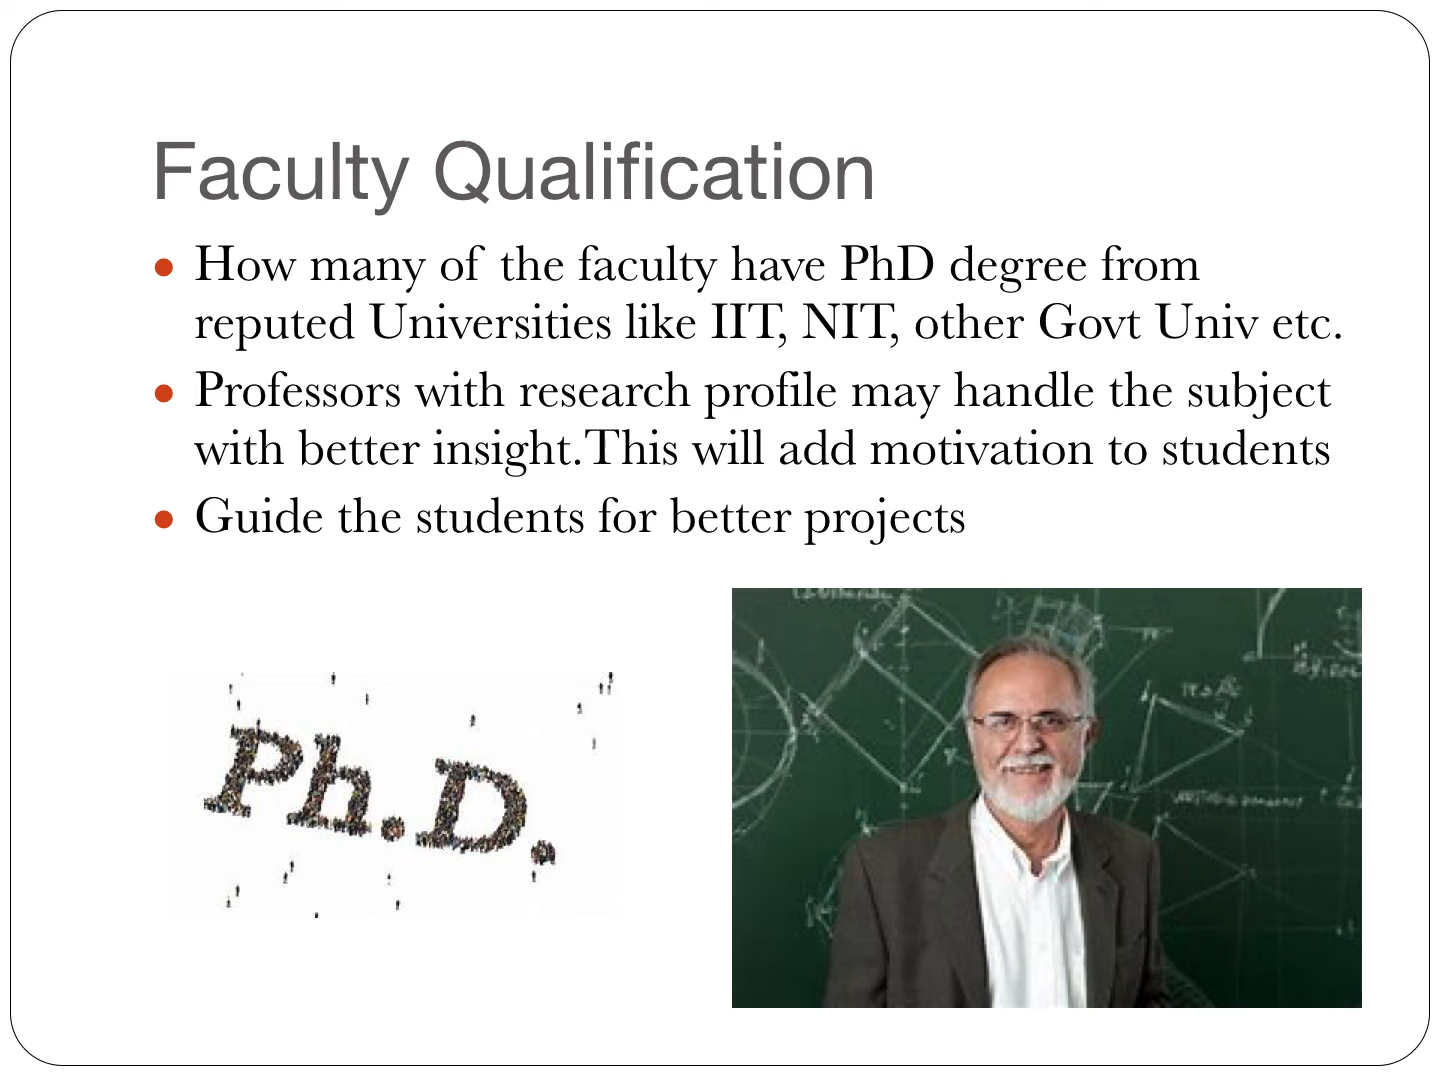 Faculty Qualification
• How many of the faculty have PhD degree from
reputed Universities like IIT, NIT, other Govt Univ etc.
• Professors with research profile may handle the subject
with better insight.This will add motivation to students
• Guide the students for better projects
Ph.D.